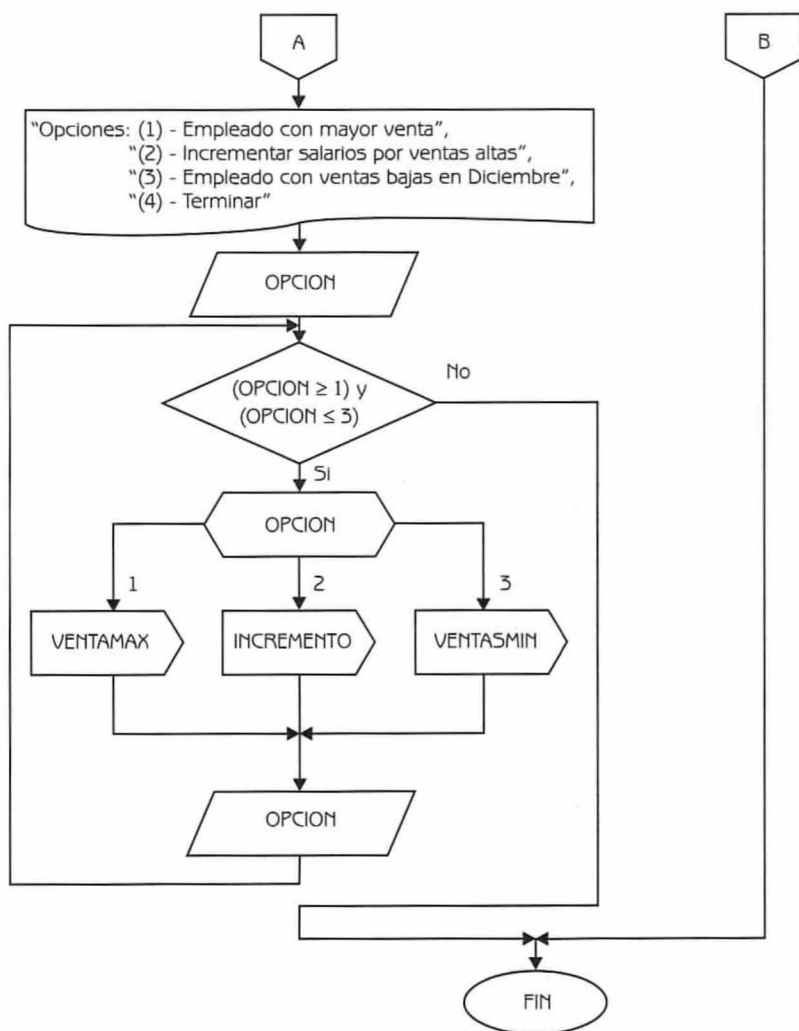 A
B
"Opciones: (1) - Empleado con mayor venta",
"(2) - Incrementar salarios por ventas altas",
"(3) - Empleado con ventas bajas en Diciembre",
"(4) - Terminar"
OPCION
(OPCION ≥ 1) y
(OPCION ≤ 3)
No
Si
OPCION
1
2
3
VENTAMAX
INCREMENTO
VENTASMIN
OPCION
FIN